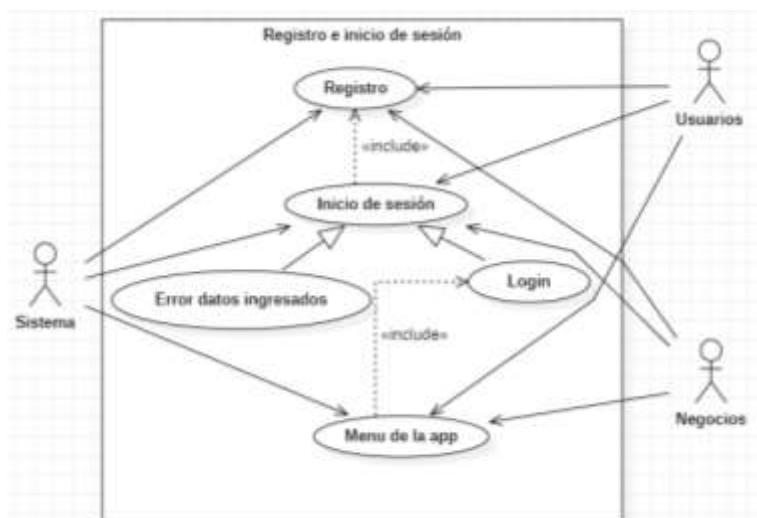 Registro e inicio de sesión
Registro
Usuarios
«include»
Inicio de sesión
Error datos ingresados
Login
Sistema
«include»
Negocios
Menu de la app